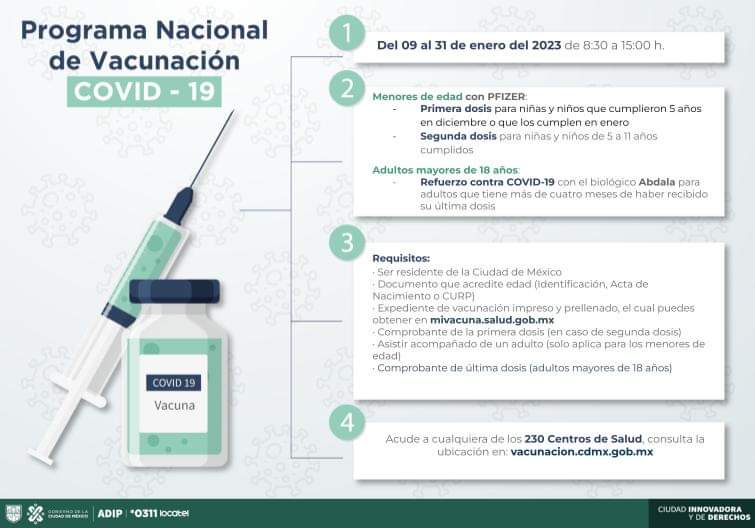 Programa Nacional
de Vacunación
COVID - 19
1
Del 09 al 31 de enero del 2023 de 8:30 a 15:00 h.
2
Menores de edad con PFIZER:
- Primera dosis para niñas y niños que cumplieron 5 años
en diciembre o que los cumplen en enero
- Segunda dosis para niñas y niños de 5 a 11 años
cumplidos
Adultos mayores de 18 años:
- Refuerzo contra COVID-19 con el biológico Abdala para
adultos que tiene más de cuatro meses de haber recibido
su última dosis
3
Requisitos:
· Ser residente de la Ciudad de México
· Documento que acredite edad (Identificación, Acta de
Nacimiento o CURP)
· Expediente de vacunación impreso y prellenado, el cual puedes
obtener en mivacuna.salud.gob.mx
· Comprobante de la primera dosis (en caso de segunda dosis)
· Asistir acompañado de un adulto (solo aplica para los menores de
edad)
· Comprobante de última dosis (adultos mayores de 18 años)
COVID 19
Vacuna
4
Acude a cualquiera de los 230 Centros de Salud, consulta la
ubicación en: vacunacion.cdmx.gob.mx
GOBIERNO DE LA
CIUDAD DE MÉXICO
ADIP
*0311 locatel
CIUDAD INNOVADORA
Y DE DERECHOS